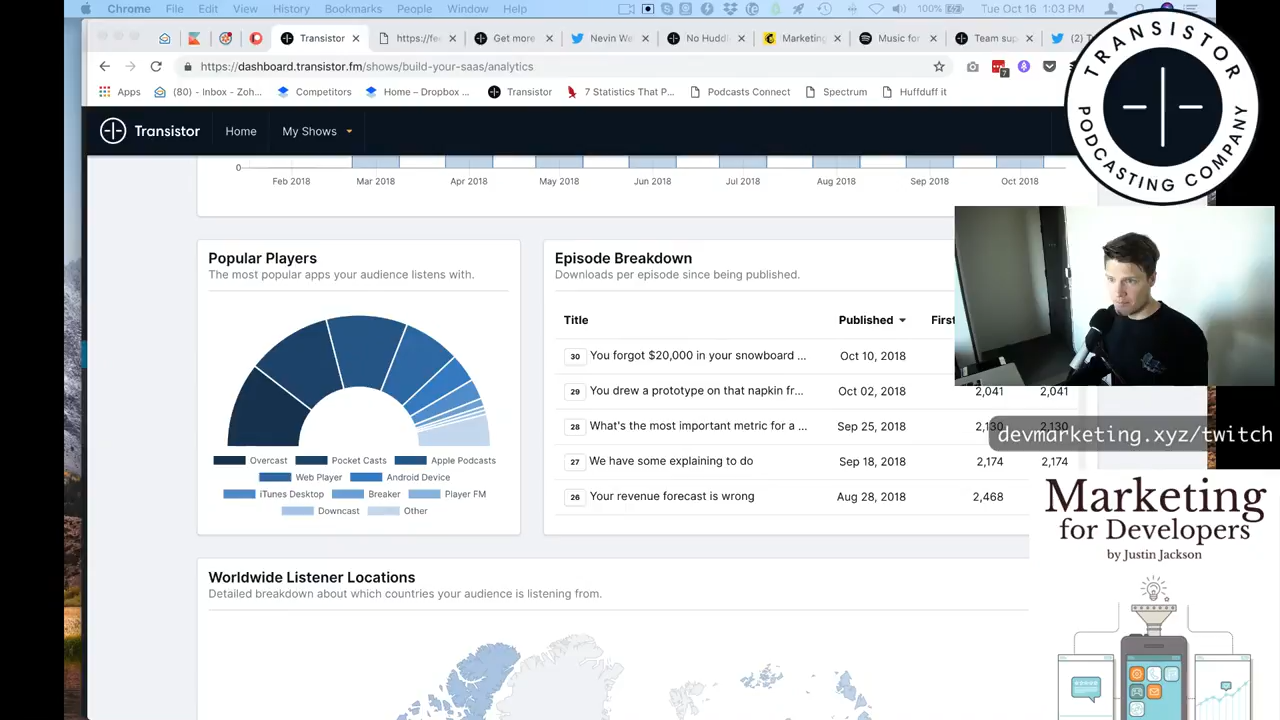 Chrome File Edit View History Bookmarks People Window Help 100% Tue Oct 16 1:03 PM
Transistor https://fee Get more Nevin We No Huddl Marketing Music for Team sup (2) T
https://dashboard.transistor.fm/shows/build-your-saas/analytics 7
Apps (80) - Inbox - Zoh... Competitors Home – Dropbox ... Transistor 7 Statistics That P... Podcasts Connect Spectrum Huffduff it
TRANSISTOR
PODCASTING COMPANY
Transistor Home My Shows
0
Feb 2018 Mar 2018 Apr 2018 May 2018 Jun 2018 Jul 2018 Aug 2018 Sep 2018 Oct 2018
Popular Players
The most popular apps your audience listens with.
Overcast Pocket Casts Apple Podcasts
Web Player Android Device
iTunes Desktop Breaker Player FM
Downcast Other
Episode Breakdown
Downloads per episode since being published.
Title Published First
30 You forgot $20,000 in your snowboard ... Oct 10, 2018
29 You drew a prototype on that napkin fr... Oct 02, 2018 2,041 2,041
28 What's the most important metric for a ... Sep 25, 2018 2,130 2,130
27 We have some explaining to do Sep 18, 2018 2,174 2,174
26 Your revenue forecast is wrong Aug 28, 2018 2,468
devmarketing.xyz/twitch
Marketing
for Developers
by Justin Jackson
Worldwide Listener Locations
Detailed breakdown about which countries your audience is listening from.